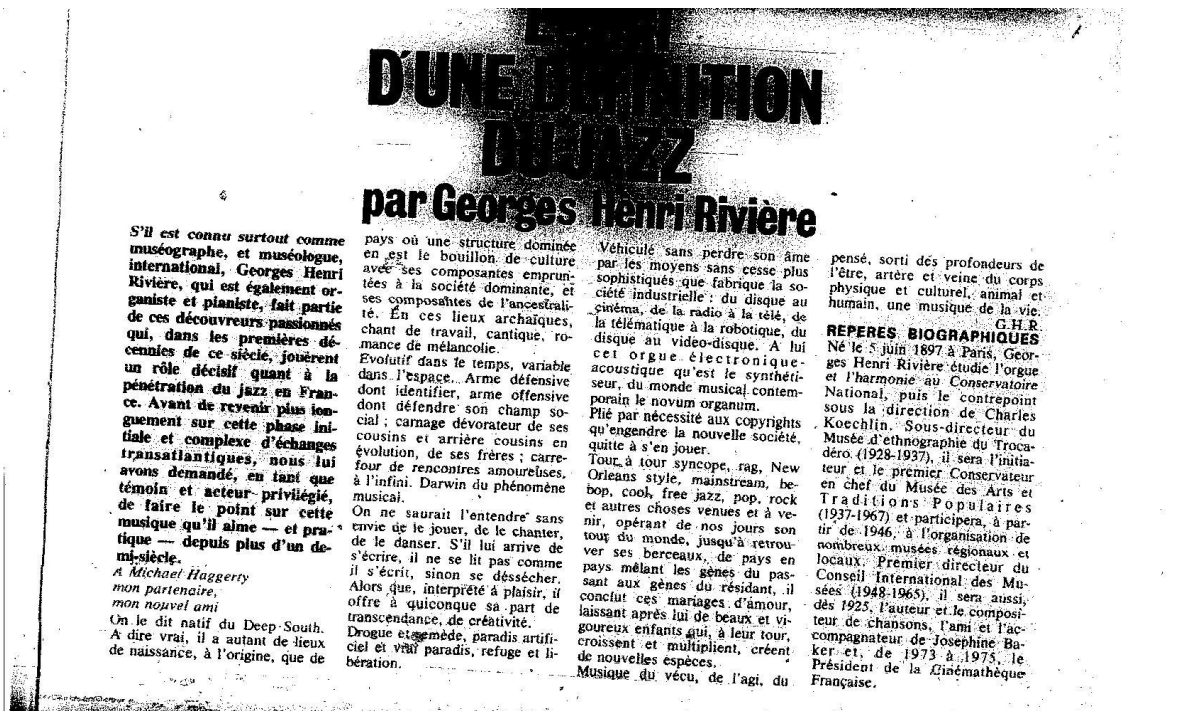 D'UNE DEFINITION
DU JAZZ
par Georges Henri Rivière
S'il est connu surtout comme
muséographe, et muséologue,
international, Georges Henri
Rivière, qui est également or-
ganiste et pianiste, fait partie
de ces découvreurs passionnés
qui, dans les premières dé-
cennies de ce siècle, jouèrent
un rôle décisif quant à la
pénétration du jazz en Fran-
ce. Avant de revenir plus lon-
guement sur cette phase ini-
tiale et complexe d'échanges
transatlantiques, nous lui
avons demandé, en tant que
témoin et acteur privilégié,
de faire le point sur cette
musique qu'il aime — et pra-
tique — depuis plus d'un de-
mi-siècle.
A Michael Haggerty
mon partenaire,
mon nouvel ami
On le dit natif du Deep South.
A dire vrai, il a autant de lieux
de naissance, à l'origine, que de
pays où une structure dominée
en est le bouillon de culture
avec ses composantes emprun-
tées à la société dominante, et
ses composantes de l'ancestrali-
té. En ces lieux archaïques,
chant de travail, cantique, ro-
mance de mélancolie.
Evolutif dans le temps, variable
dans l'espace. Arme défensive
dont identifier, arme offensive
dont défendre son champ so-
cial ; carnage dévorateur de ses
cousins et arrière cousins en
évolution, de ses frères ; carre-
four de rencontres amoureuses,
à l'infini. Darwin du phénomène
musical.
On ne saurait l'entendre sans
envie de le jouer, de le chanter,
de le danser. S'il lui arrive de
s'écrire, il ne se lit pas comme
il s'écrit, sinon se déssécher.
Alors que, interprété à plaisir, il
offre à quiconque sa part de
transcendance, de créativité.
Drogue et remède, paradis artifi-
ciel et vrai paradis, refuge et li-
bération.
Véhiculé sans perdre son âme
par les moyens sans cesse plus
sophistiqués que fabrique la so-
ciété industrielle : du disque au
cinéma, de la radio à la télé, de
la télématique à la robotique, du
disque au video-disque. A lui
cet orgue électronique-
acoustique qu'est le synthéti-
seur, du monde musical contem-
porain le novum organum.
Plié par nécessité aux copyrights
qu'engendre la nouvelle société,
quitte à s'en jouer.
Tour à tour syncope, rag, New
Orleans style, mainstream, be-
bop, cool, free jazz, pop, rock
et autres choses venues et à ve-
nir, opérant de nos jours son
tour du monde, jusqu'à retrou-
ver ses berceaux, de pays en
pays mêlant les gènes du pas-
sant aux gènes du résidant, il
conclut ces mariages d'amour,
laissant après lui de beaux et vi-
goureux enfants qui, à leur tour,
croissent et multiplient, créent
de nouvelles espèces.
Musique du vécu, de l'agi, du
pensé, sorti des profondeurs de
l'être, artère et veine du corps
physique et culturel, animal et
humain, une musique de la vie.
G.H.R.
REPERES BIOGRAPHIQUES
Né le 5 juin 1897 à Paris, Geor-
ges Henri Rivière étudie l'orgue
et l'harmonie au Conservatoire
National, puis le contrepoint
sous la direction de Charles
Koechlin. Sous-directeur du
Musée d'ethnographie du Troca-
déro (1928-1937), il sera l'initia-
teur et le premier Conservateur
en chef du Musée des Arts et
Traditions Populaires
(1937-1967) et participera, à par-
tir de 1946, à l'organisation de
nombreux musées régionaux et
locaux. Premier directeur du
Conseil International des Mu-
sées (1948-1965), il sera aussi,
dès 1925, l'auteur et le composi-
teur de chansons, l'ami et l'ac-
compagnateur de Josephine Ba-
ker et, de 1973 à 1975, le
Président de la Cinémathèque
Française.